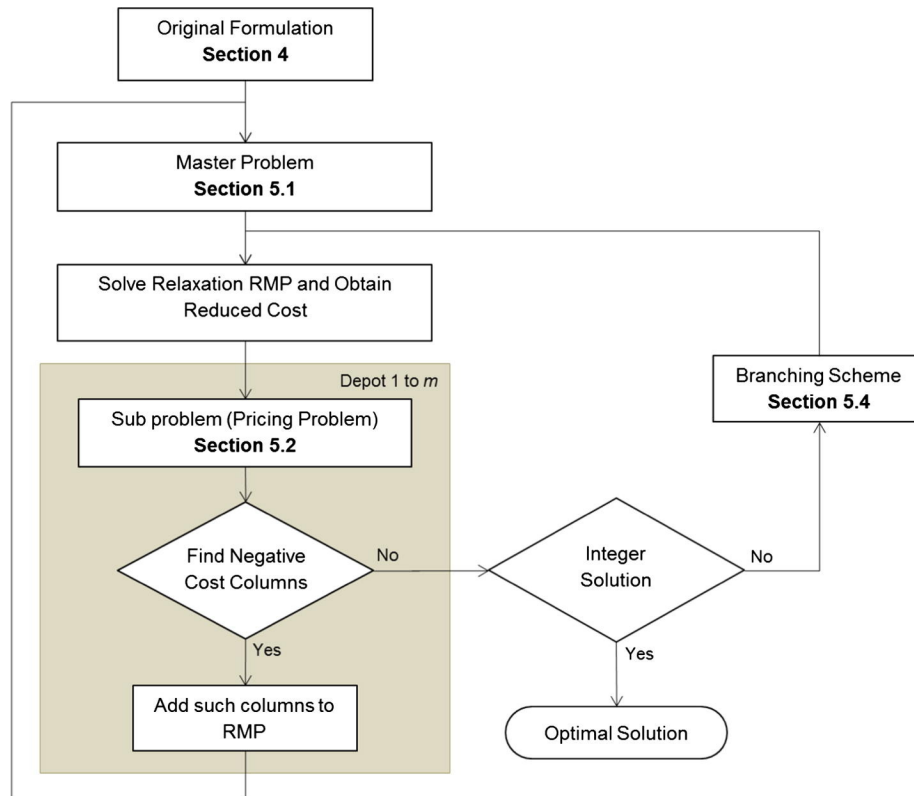 Original Formulation
Section 4
Master Problem
Section 5.1
Solve Relaxation RMP and Obtain
Reduced Cost
Depot 1 to m
Sub problem (Pricing Problem)
Section 5.2
Branching Scheme
Section 5.4
Find Negative
Cost Columns
No
Integer
Solution
No
Yes
Yes
Add such columns to
RMP
Optimal Solution